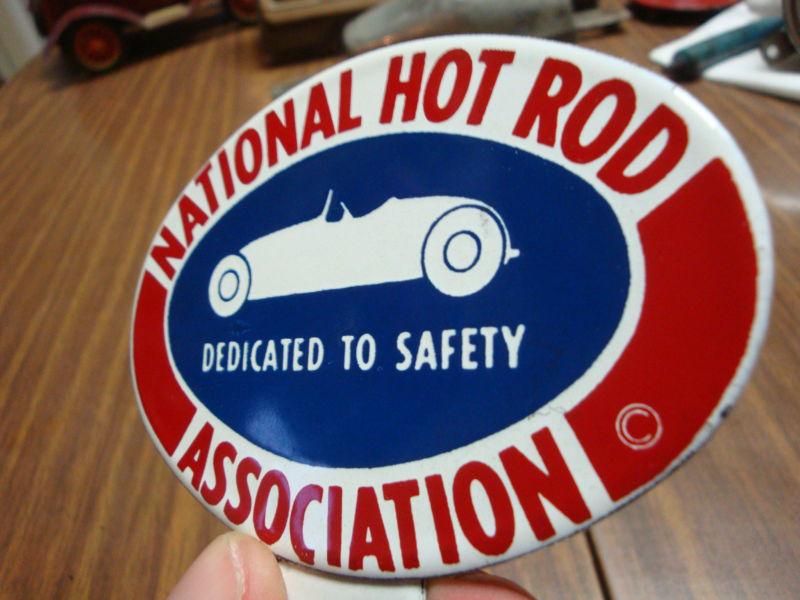 NATIONAL HOT ROD
DEDICATED TO SAFETY
ASSOCIATION
©